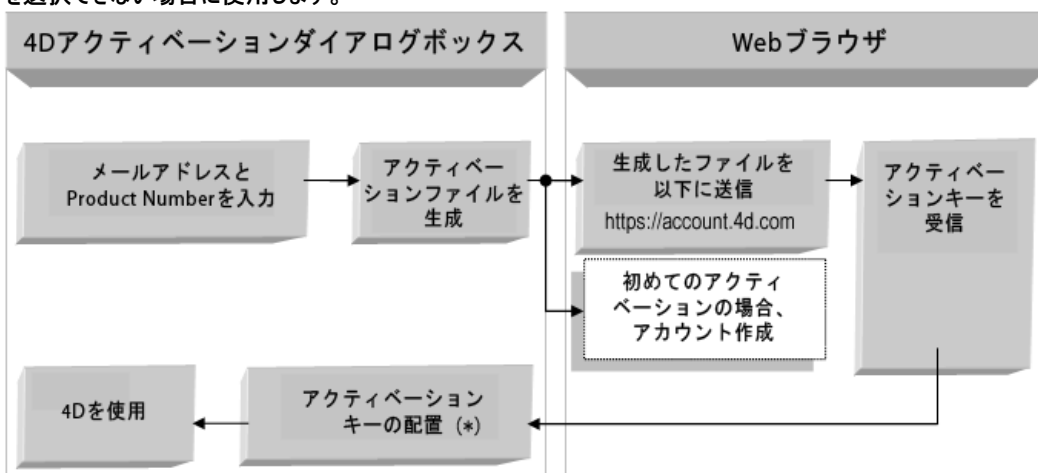 を選択できない場合に使用します。
4Dアクティベーションダイアログボックス
Webブラウザ
メールアドレスと
Product Numberを入力
アクティベー
ションファイルを
生成
生成したファイルを
以下に送信
https://account.4d.com
アクティベー
ションキーを
受信
初めてのアクティ
ベーションの場合、
アカウント作成
4Dを使用
アクティベーション
キーの配置 (*)